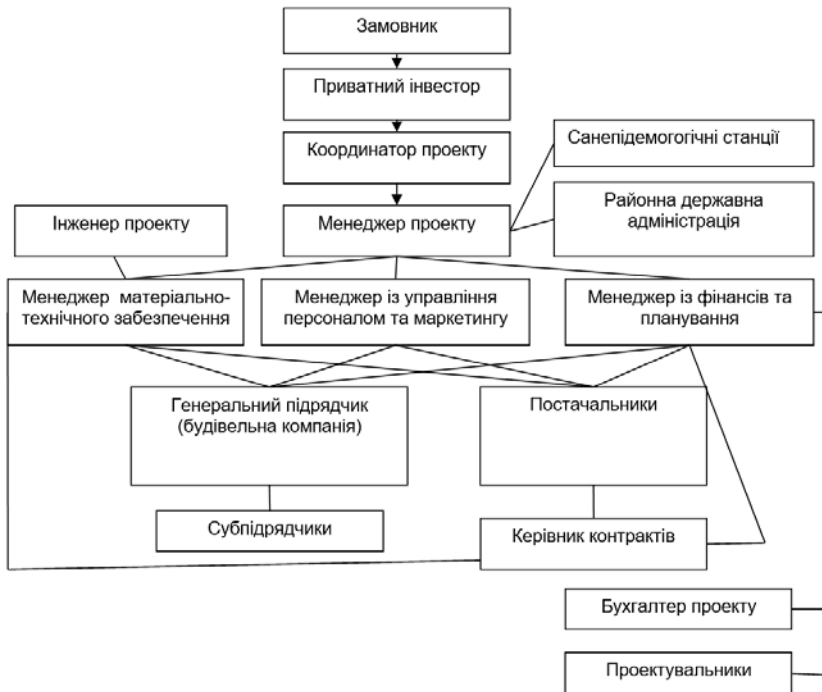 Замовник
Приватний інвестор
Координатор проекту
Санепідемогогічні станції
Менеджер проекту
Районна державна
адміністрація
Інженер проекту
Менеджер матеріально-
технічного забезпечення
Менеджер із управління
персоналом та маркетингу
Менеджер із фінансів та
планування
Генеральний підрядчик
(будівельна компанія)
Постачальники
Субпідрядчики
Керівник контрактів
Бухгалтер проекту
Проектувальники